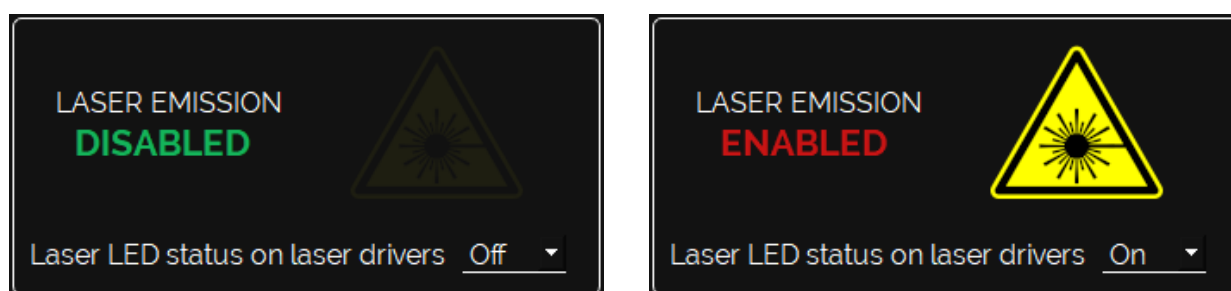 LASER EMISSION
DISABLED
Laser LED status on laser drivers Off
LASER EMISSION
ENABLED
Laser LED status on laser drivers On